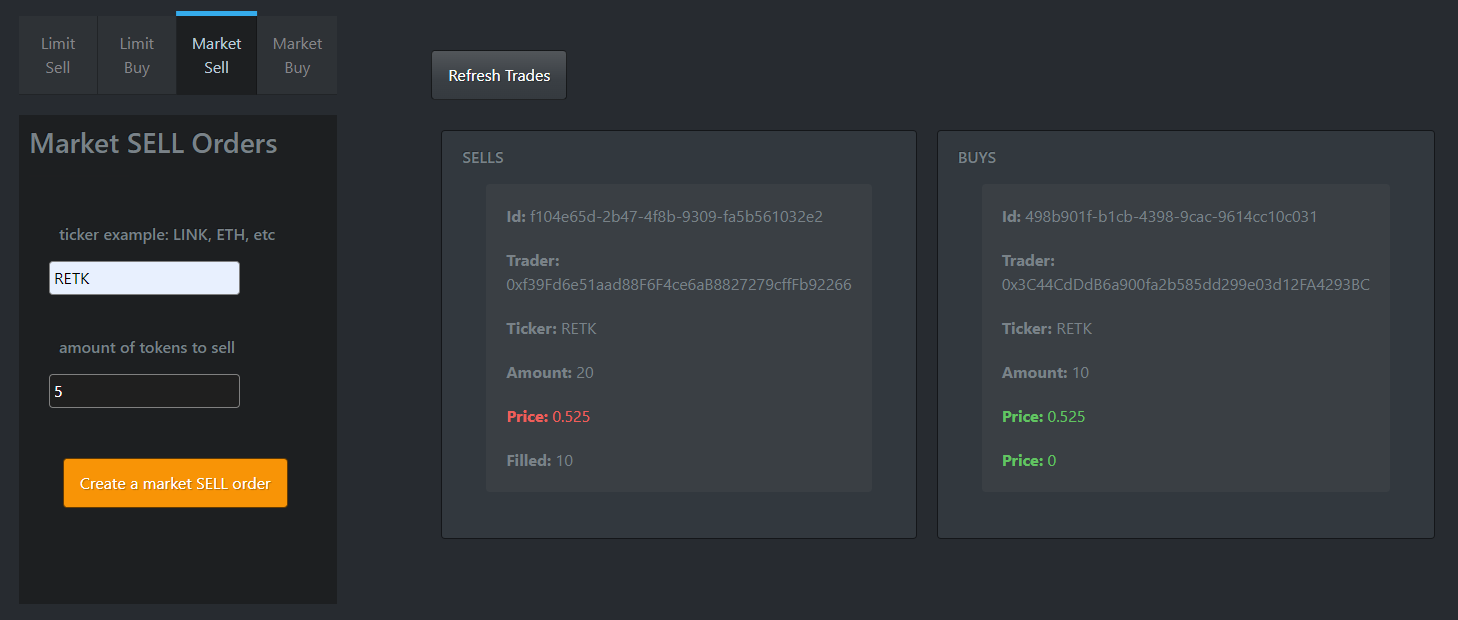 Limit
Sell
Limit
Buy
Market
Sell
Market
Buy
Refresh Trades
Market SELL Orders
ticker example: LINK, ETH, etc
RETK
amount of tokens to sell
5
Create a market SELL order
SELLS
Id: f104e65d-2b47-4f8b-9309-fa5b561032e2
Trader:
0xf39Fd6e51aad88F6F4ce6aB8827279cffFb92266
Ticker: RETK
Amount: 20
Price: 0.525
Filled: 10
BUYS
Id: 498b901f-b1cb-4398-9cac-9614cc10c031
Trader:
0x3C44CdDdB6a900fa2b585dd299e03d12FA4293BC
Ticker: RETK
Amount: 10
Price: 0.525
Price: 0